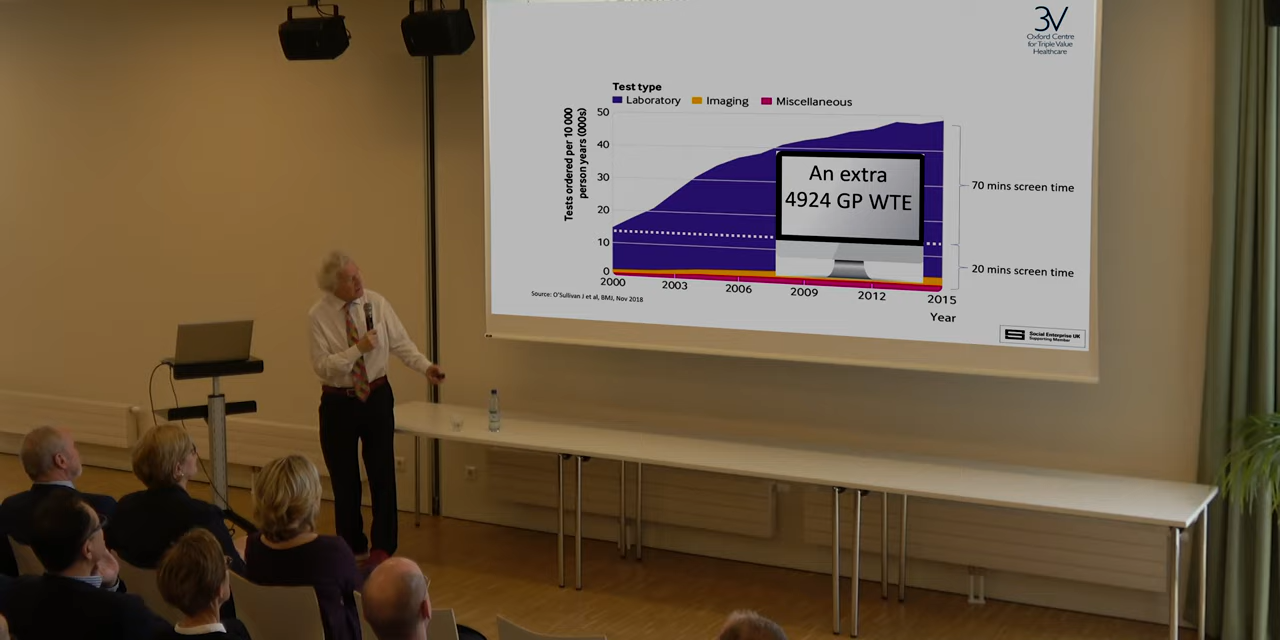 3V
Oxford Centre
for Triple Value
Healthcare
Test type
Laboratory Imaging Miscellaneous
Tests ordered per 10 000
person years (000s)
50
40
30
20
10
0
An extra
4924 GP WTE
70 mins screen time
20 mins screen time
2000 2003 2006 2009 2012 2015
Year
Source: O'Sullivan J et al, BMJ, Nov 2018
Social Enterprise UK
Supporting Member